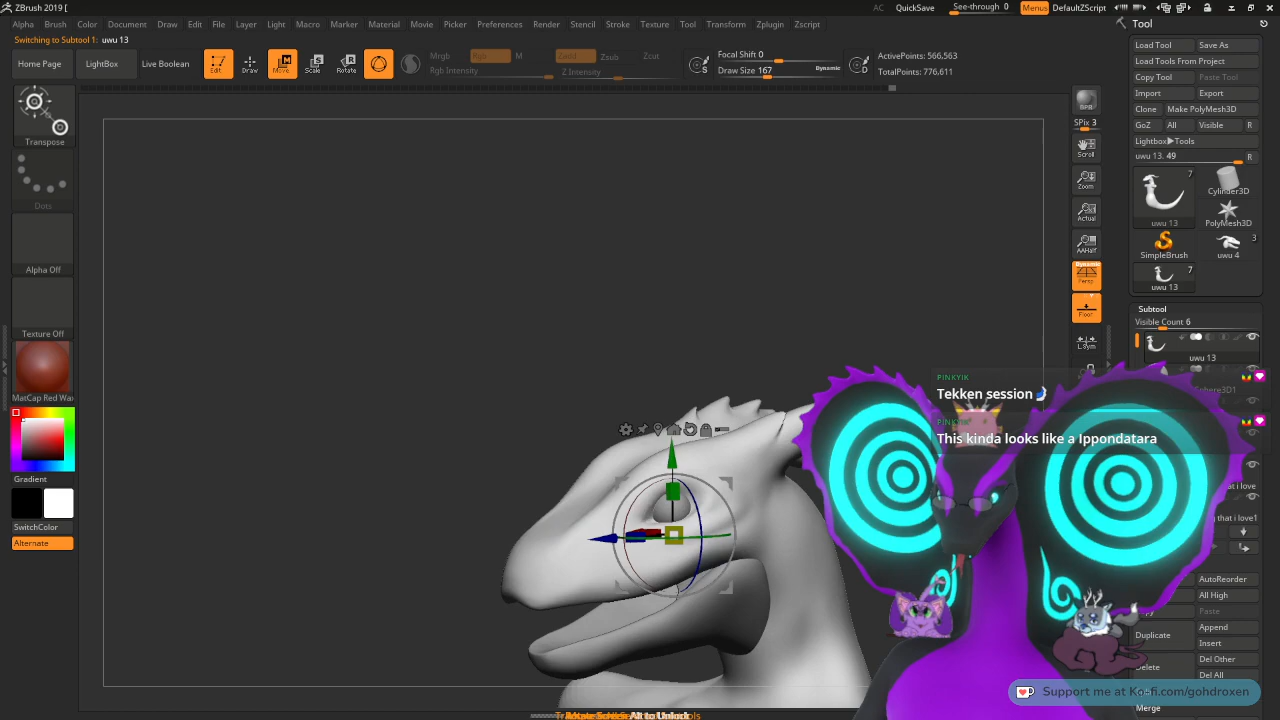 ZBrush 2019 [
AC QuickSave See-through 0 Menus DefaultZScript
Alpha Brush Color Document Draw Edit File Layer Light Macro Marker Material Movie Picker Preferences Render Stencil Stroke Texture Tool Transform Zplugin Zscript
Tool
Switching to Subtool 1: uwu 13
Home Page LightBox Live Boolean Edit Draw Move Scale Rotate
Mrgb Rgb M Zadd Zsub Zcut
Rgb Intensity Z Intensity
Focal Shift 0
Draw Size 167 Dynamic
ActivePoints: 566,563
TotalPoints: 776,611
Load Tool Save As
Load Tools From Project
Copy Tool Paste Tool
Import Export
Clone Make PolyMesh3D
GoZ All Visible R
Lightbox▶Tools
uwu 13. 49 R
7
uwu 13
Cylinder3D
PolyMesh3D
SimpleBrush
3
uwu 4
7
uwu 13
Subtool
Visible Count 6
uwu 13
AutoReorder
All High
Paste
Duplicate Append
Insert
Delete Del Other
Del All
Merge
BPR
SPix 3
Scroll
Zoom
Actual
AAHalf
Dynamic
Persp
Floor
L.Sym
Transpose
Dots
Alpha Off
Texture Off
MatCap Red Wax
Gradient
SwitchColor
Alternate
PINKYIK
Tekken session
PINKYIK
This kinda looks like a Ippondatara
Support me at Ko-fi.com/gohdroxen